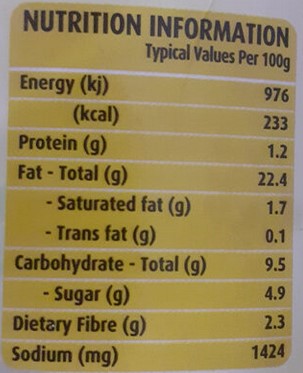 NUTRITION INFORMATION
Typical Values Per 100g
Energy (kj) 976
(kcal) 233
Protein (g) 1.2
Fat - Total (g) 22.4
- Saturated fat (g) 1.7
- Trans fat (g) 0.1
Carbohydrate - Total (g) 9.5
- Sugar (g) 4.9
Dietary Fibre (g) 2.3
Sodium (mg) 1424